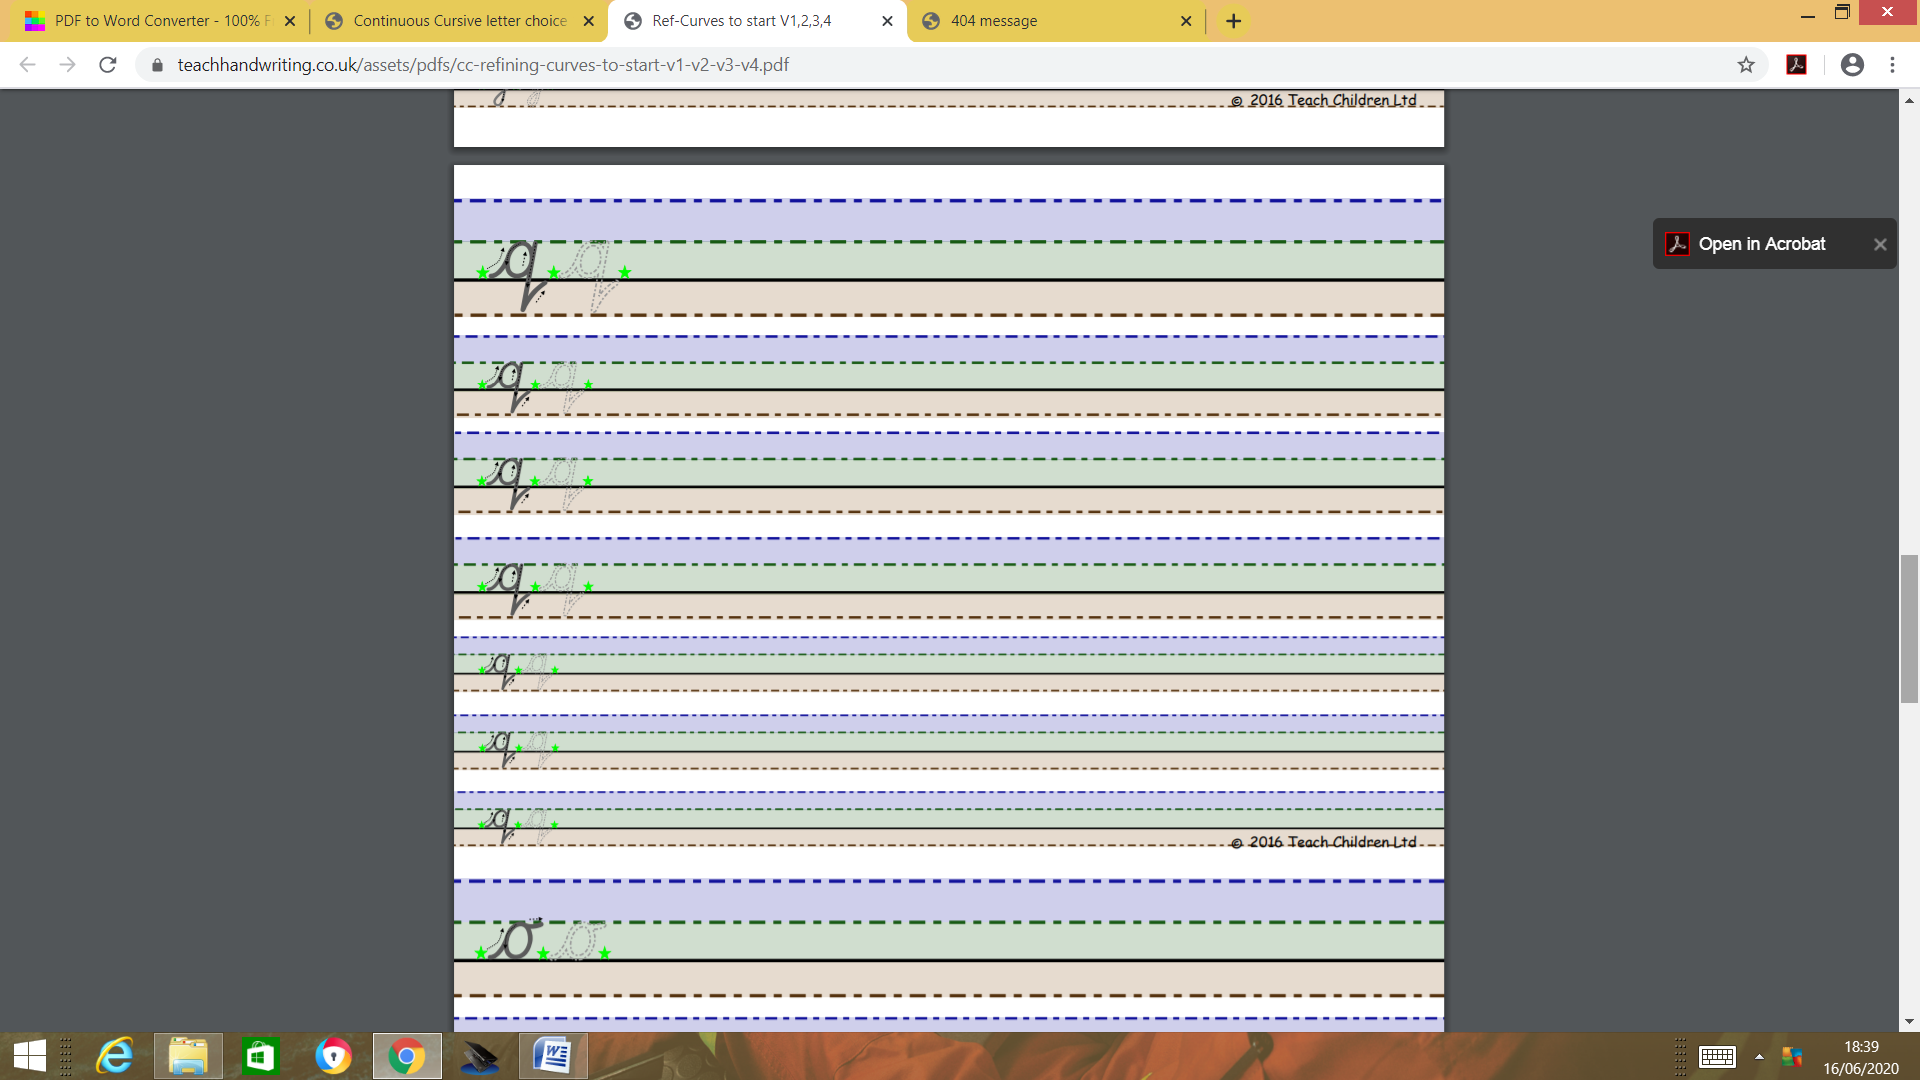 PDF to Word Converter - 100% F
Continuous Cursive letter choice
Ref-Curves to start V1,2,3,4
404 message
teachhandwriting.co.uk/assets/pdfs/cc-refining-curves-to-start-v1-v2-v3-v4.pdf
© 2016 Teach Children Ltd
Open in Acrobat
q q
q q
q q
q q
q q
q q
q q
© 2016 Teach Children Ltd
o o
18:39
16/06/2020